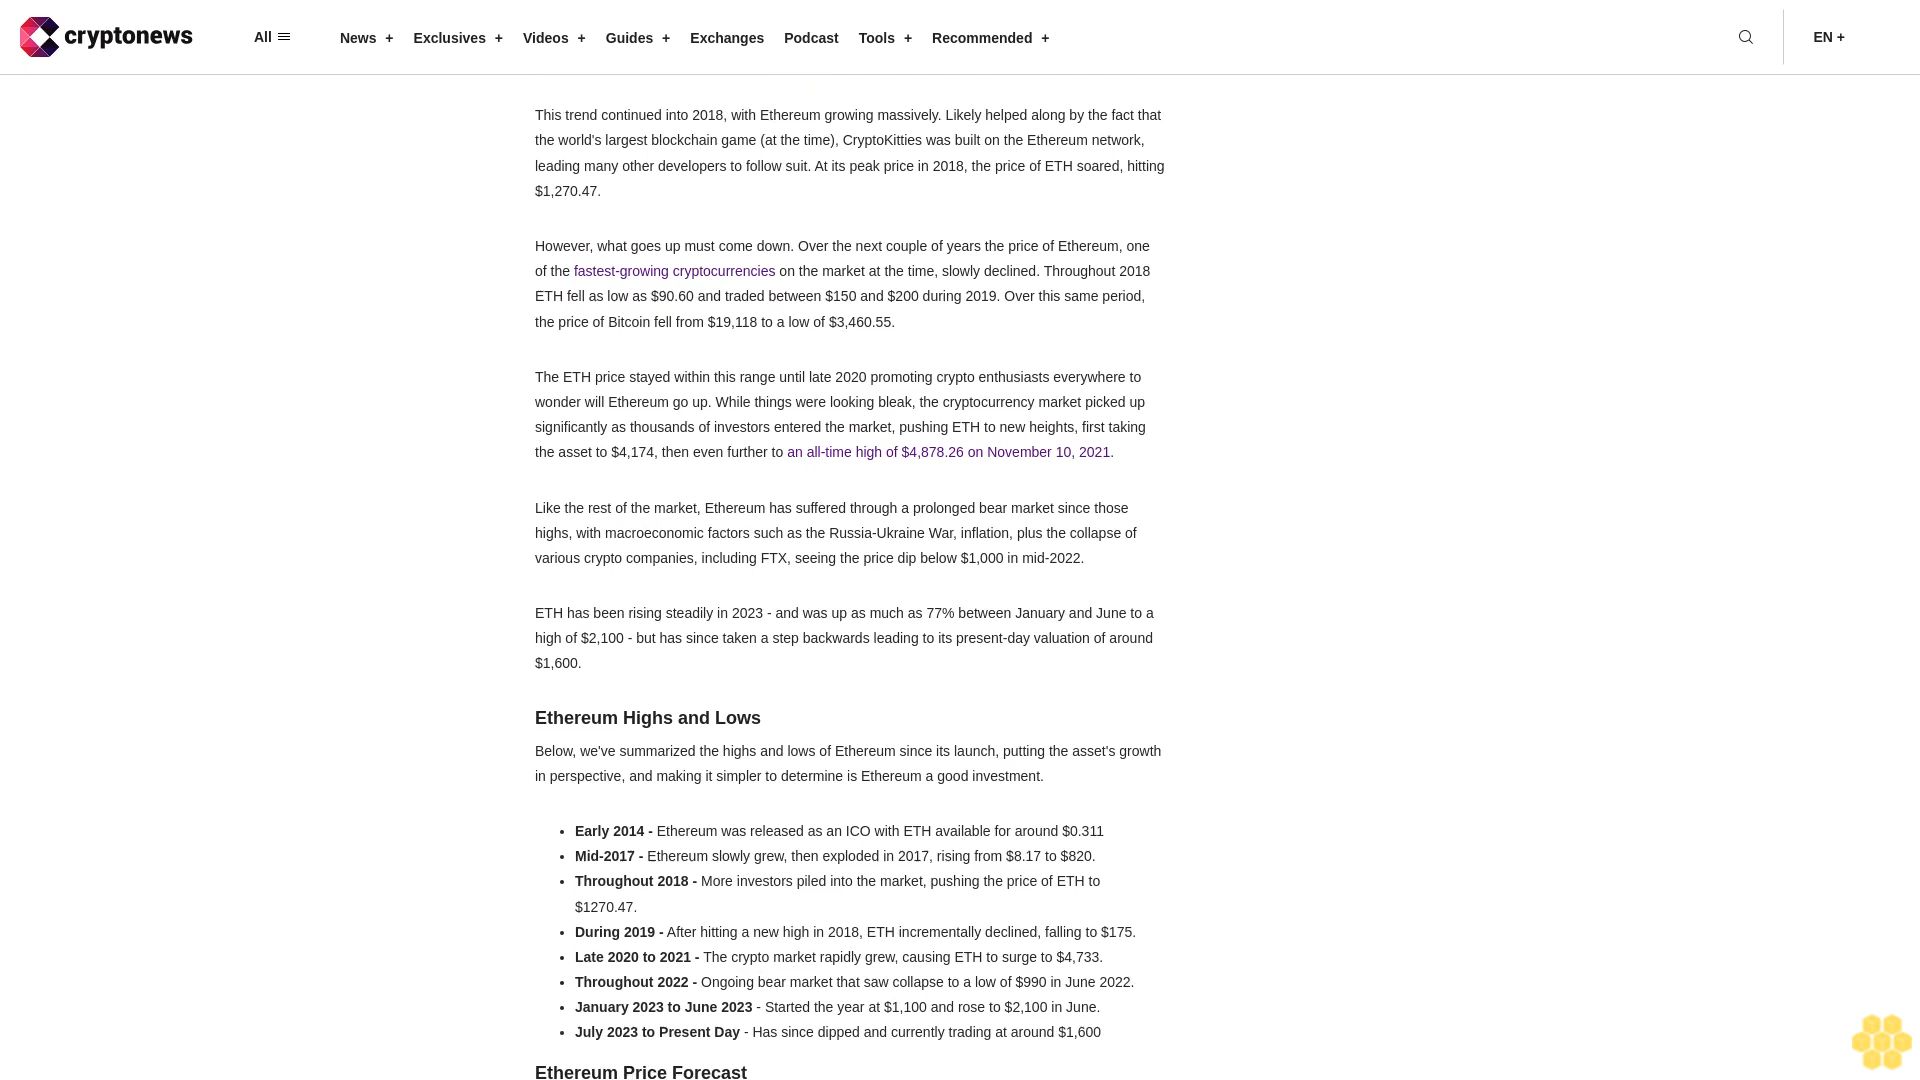 cryptonews All News + Exclusives + Videos + Guides + Exchanges Podcast Tools + Recommended + EN +
This trend continued into 2018, with Ethereum growing massively. Likely helped along by the fact that
the world's largest blockchain game (at the time), CryptoKitties was built on the Ethereum network,
leading many other developers to follow suit. At its peak price in 2018, the price of ETH soared, hitting
$1,270.47.
However, what goes up must come down. Over the next couple of years the price of Ethereum, one
of the fastest-growing cryptocurrencies on the market at the time, slowly declined. Throughout 2018
ETH fell as low as $90.60 and traded between $150 and $200 during 2019. Over this same period,
the price of Bitcoin fell from $19,118 to a low of $3,460.55.
The ETH price stayed within this range until late 2020 promoting crypto enthusiasts everywhere to
wonder will Ethereum go up. While things were looking bleak, the cryptocurrency market picked up
significantly as thousands of investors entered the market, pushing ETH to new heights, first taking
the asset to $4,174, then even further to an all-time high of $4,878.26 on November 10, 2021.
Like the rest of the market, Ethereum has suffered through a prolonged bear market since those
highs, with macroeconomic factors such as the Russia-Ukraine War, inflation, plus the collapse of
various crypto companies, including FTX, seeing the price dip below $1,000 in mid-2022.
ETH has been rising steadily in 2023 - and was up as much as 77% between January and June to a
high of $2,100 - but has since taken a step backwards leading to its present-day valuation of around
$1,600.
Ethereum Highs and Lows
Below, we've summarized the highs and lows of Ethereum since its launch, putting the asset's growth
in perspective, and making it simpler to determine is Ethereum a good investment.
• Early 2014 - Ethereum was released as an ICO with ETH available for around $0.311
• Mid-2017 - Ethereum slowly grew, then exploded in 2017, rising from $8.17 to $820.
• Throughout 2018 - More investors piled into the market, pushing the price of ETH to
$1270.47.
• During 2019 - After hitting a new high in 2018, ETH incrementally declined, falling to $175.
• Late 2020 to 2021 - The crypto market rapidly grew, causing ETH to surge to $4,733.
• Throughout 2022 - Ongoing bear market that saw collapse to a low of $990 in June 2022.
• January 2023 to June 2023 - Started the year at $1,100 and rose to $2,100 in June.
• July 2023 to Present Day - Has since dipped and currently trading at around $1,600
Ethereum Price Forecast